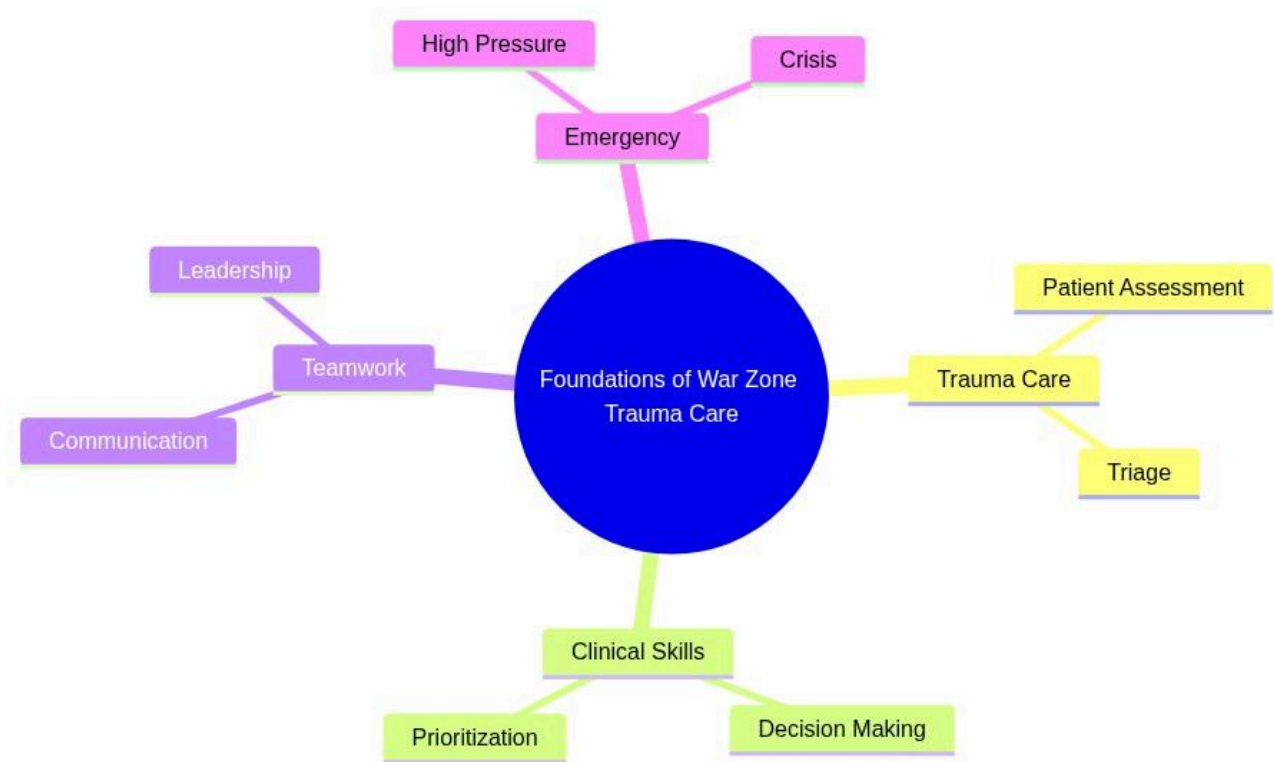 High Pressure
Crisis
Emergency
Leadership
Teamwork
Communication
Foundations of War Zone
Trauma Care
Patient Assessment
Trauma Care
Triage
Clinical Skills
Prioritization
Decision Making